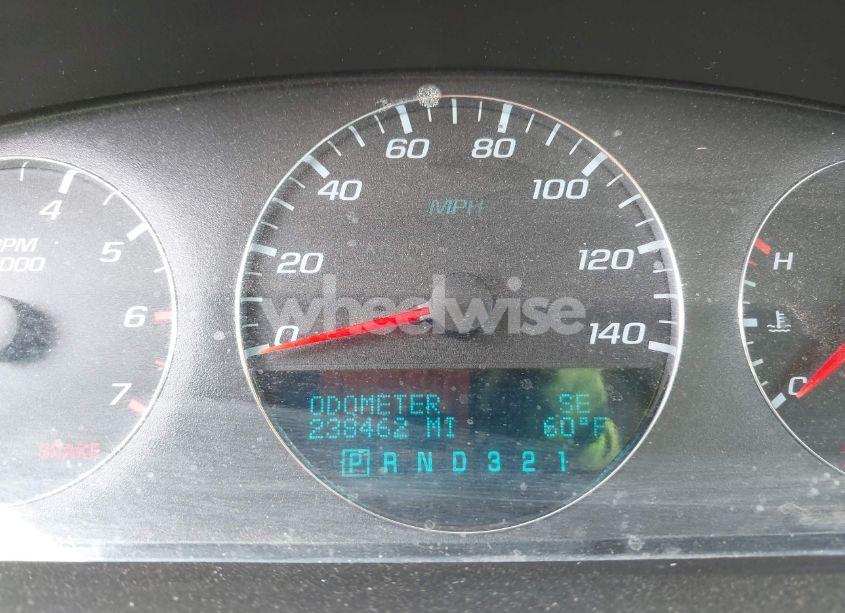 60 80
40 100
MPH
20 120
0 140
4
5
6
7
RPM
000
BRAKE
wheelwise
ODOMETER SE
238462 MI 60°F
P R N D 3 2 1
H
C